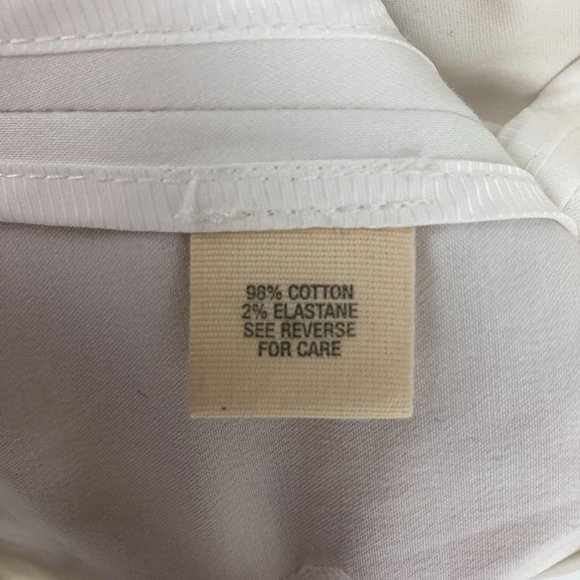 98% COTTON
2% ELASTANE
SEE REVERSE
FOR CARE